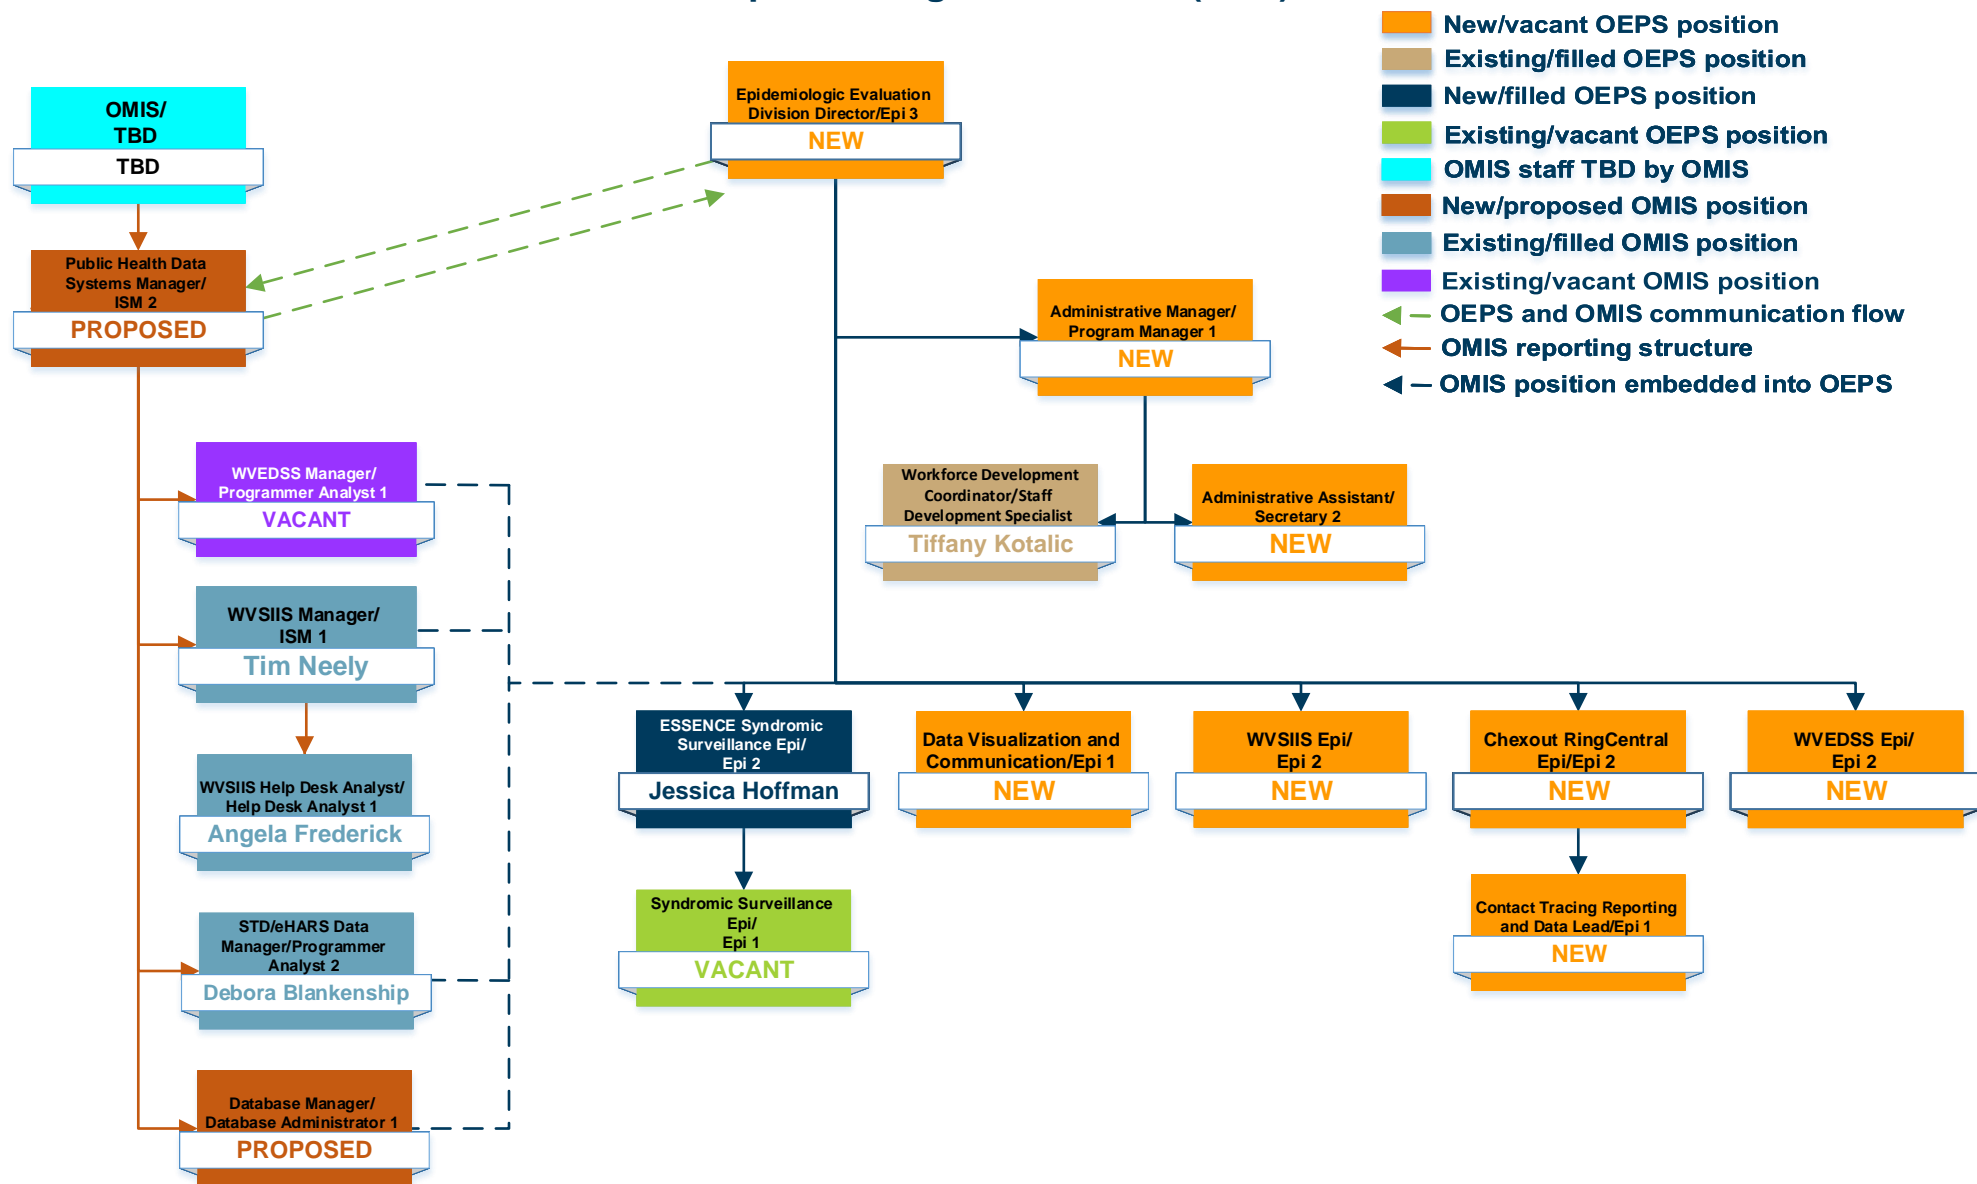 New/vacant OEPS position
Existing/filled OEPS position
New/filled OEPS position
Existing/vacant OEPS position
OMIS staff TBD by OMIS
New/proposed OMIS position
Existing/filled OMIS position
Existing/vacant OMIS position
OEPS and OMIS communication flow
OMIS reporting structure
OMIS position embedded into OEPS
OMIS/
TBD
TBD
Epidemiologic Evaluation
Division Director/Epi 3
NEW
Public Health Data
Systems Manager/
ISM 2
PROPOSED
Administrative Manager/
Program Manager 1
NEW
WVEDSS Manager/
Programmer Analyst 1
VACANT
Workforce Development
Coordinator/Staff
Development Specialist
Tiffany Kotalic
Administrative Assistant/
Secretary 2
NEW
WVSIIS Manager/
ISM 1
Tim Neely
WVSIIS Help Desk Analyst/
Help Desk Analyst 1
Angela Frederick
ESSENCE Syndromic
Surveillance Epi/
Epi 2
Jessica Hoffman
Data Visualization and
Communication/Epi 1
NEW
WVSIIS Epi/
Epi 2
NEW
Chexout RingCentral
Epi/Epi 2
NEW
WVEDSS Epi/
Epi 2
NEW
STD/eHARS Data
Manager/Programmer
Analyst 2
Debora Blankenship
Syndromic Surveillance
Epi/
Epi 1
VACANT
Contact Tracing Reporting
and Data Lead/Epi 1
NEW
Database Manager/
Database Administrator 1
PROPOSED